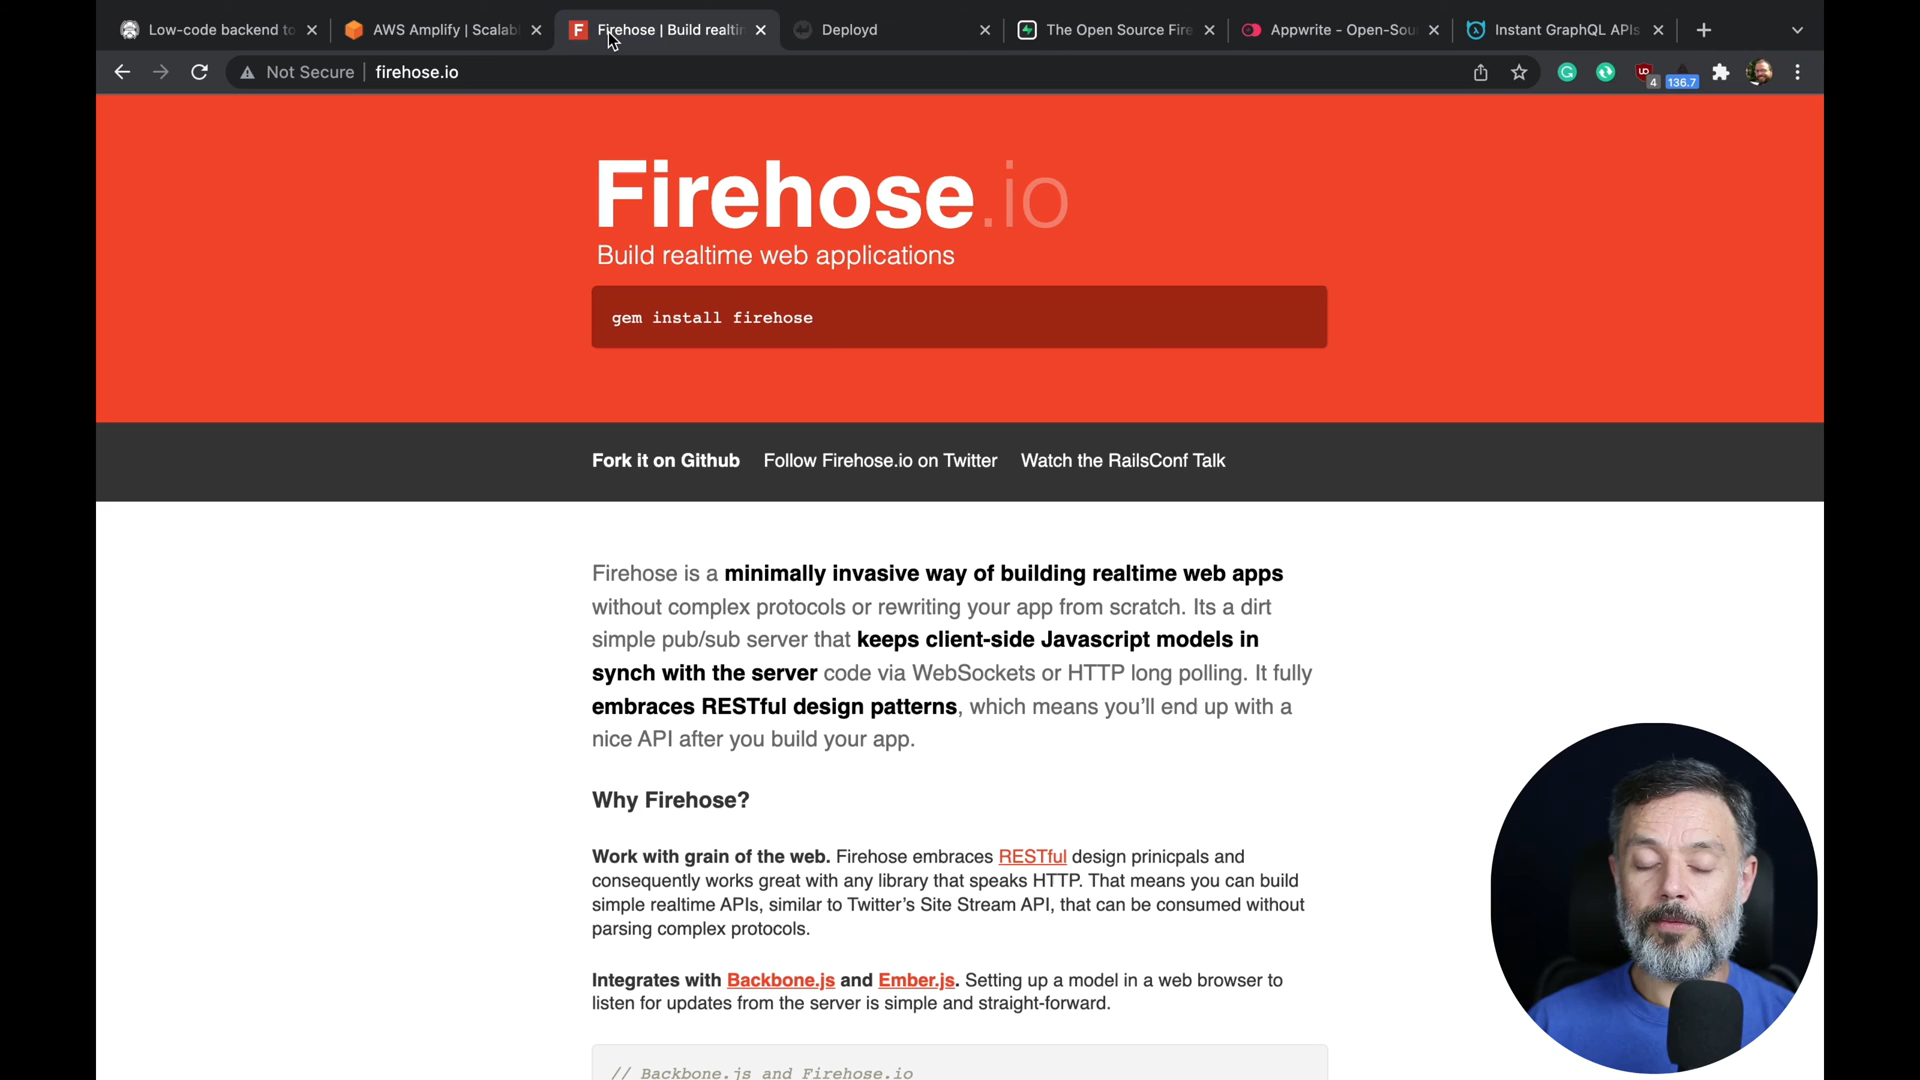 Low-code backend to
AWS Amplify | Scalab
Firehose | Build realtim
Deployd
The Open Source Fire
Appwrite - Open-Sou
Instant GraphQL APIs
Not Secure
firehose.io
4
136.7
Firehose.io
Build realtime web applications
gem install firehose
Fork it on Github
Follow Firehose.io on Twitter
Watch the RailsConf Talk
Firehose is a minimally invasive way of building realtime web apps
without complex protocols or rewriting your app from scratch. Its a dirt
simple pub/sub server that keeps client-side Javascript models in
synch with the server code via WebSockets or HTTP long polling. It fully
embraces RESTful design patterns, which means you’ll end up with a
nice API after you build your app.
Why Firehose?
Work with grain of the web. Firehose embraces RESTful design prinicpals and
consequently works great with any library that speaks HTTP. That means you can build
simple realtime APIs, similar to Twitter’s Site Stream API, that can be consumed without
parsing complex protocols.
Integrates with Backbone.js and Ember.js. Setting up a model in a web browser to
listen for updates from the server is simple and straight-forward.
// Backbone.js and Firehose.io